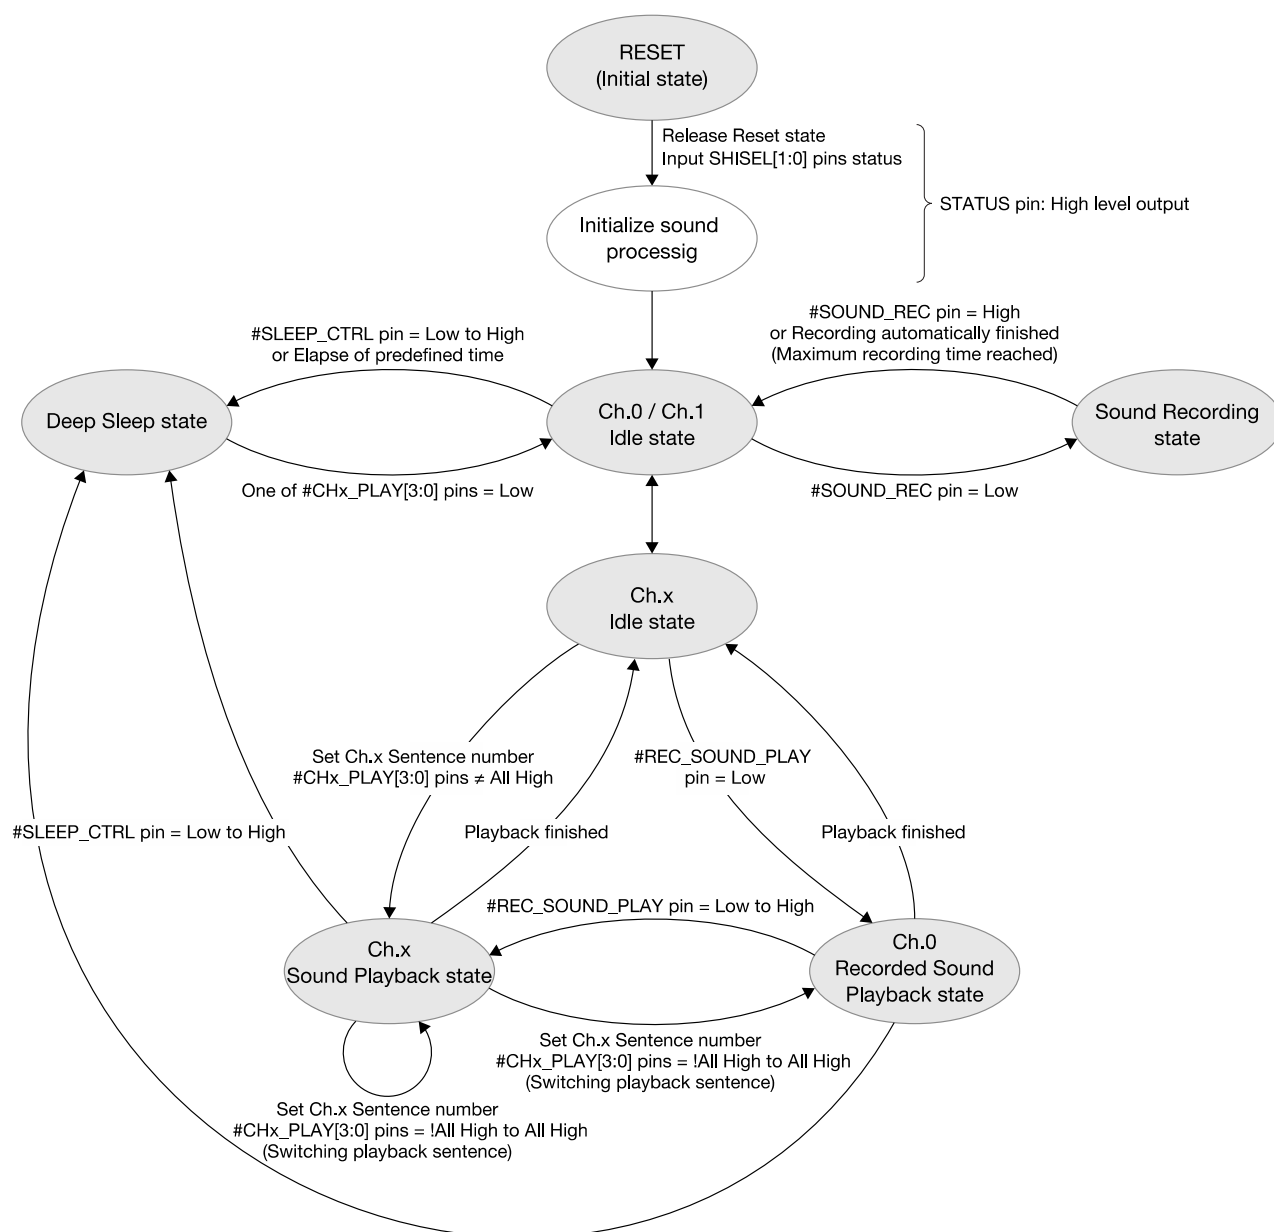 RESET
(Initial state)
Release Reset state
Input SHISEL[1:0] pins status
STATUS pin: High level output
Initialize sound
processig
#SLEEP_CTRL pin = Low to High
or Elapse of predefined time
#SOUND_REC pin = High
or Recording automatically finished
(Maximum recording time reached)
Deep Sleep state
Ch.0 / Ch.1
Idle state
Sound Recording
state
One of #CHx_PLAY[3:0] pins = Low
#SOUND_REC pin = Low
Ch.x
Idle state
Set Ch.x Sentence number
#CHx_PLAY[3:0] pins ≠ All High
#REC_SOUND_PLAY
pin = Low
#SLEEP_CTRL pin = Low to High
Playback finished
Playback finished
#REC_SOUND_PLAY pin = Low to High
Ch.x
Sound Playback state
Ch.0
Recorded Sound
Playback state
Set Ch.x Sentence number
#CHx_PLAY[3:0] pins = !All High to All High
(Switching playback sentence)
Set Ch.x Sentence number
#CHx_PLAY[3:0] pins = !All High to All High
(Switching playback sentence)